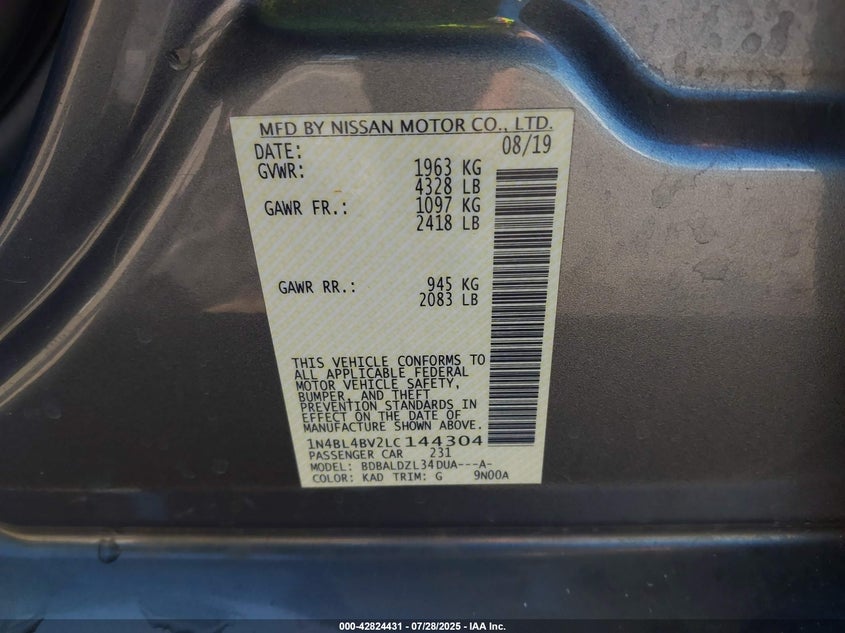 MFD BY NISSAN MOTOR CO., LTD.
DATE: 08/19
GVWR: 1963 KG
4328 LB
GAWR FR.: 1097 KG
2418 LB
GAWR RR.: 945 KG
2083 LB
THIS VEHICLE CONFORMS TO
ALL APPLICABLE FEDERAL
MOTOR VEHICLE SAFETY,
BUMPER, AND THEFT
PREVENTION STANDARDS IN
EFFECT ON THE DATE OF
MANUFACTURE SHOWN ABOVE.
1N4BL4BV2LC144304
PASSENGER CAR 231
MODEL: BDBALDZL34DUA---A-
COLOR: KAD TRIM: G 9N00A
000-42824431 - 07/28/2025 - IAA Inc.